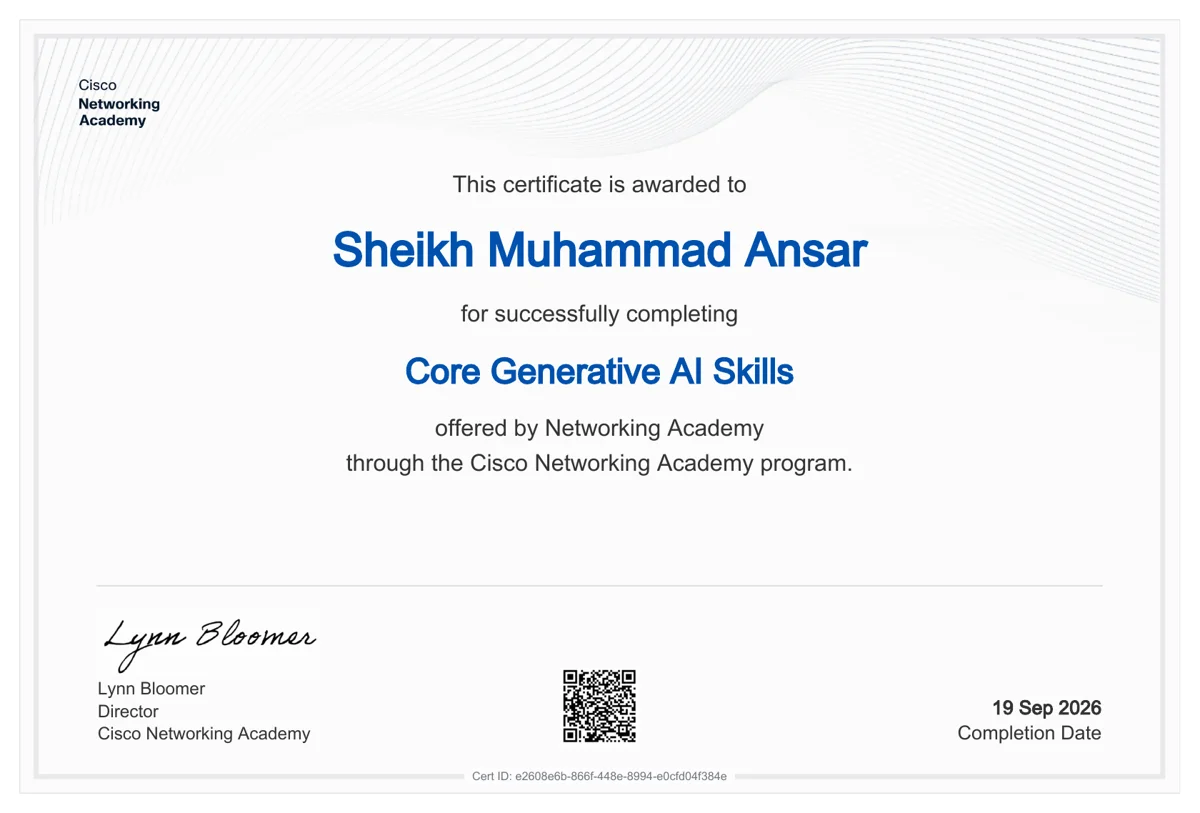 Cisco
Networking
Academy
This certificate is awarded to
Sheikh Muhammad Ansar
for successfully completing
Core Generative AI Skills
offered by Networking Academy
through the Cisco Networking Academy program.
Lynn Bloomer
Lynn Bloomer
Director
Cisco Networking Academy
19 Sep 2026
Completion Date
Cert ID: e2608e6b-866f-448e-8994-e0cfd04f384e